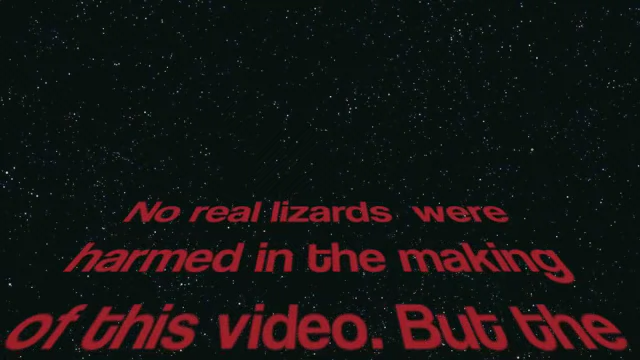 No real lizards were
harmed in the making
of this video. But the